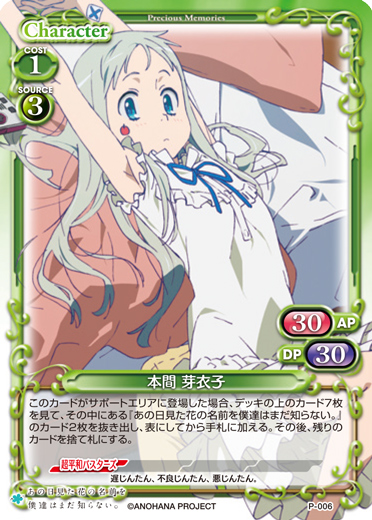 Precious Memories
Character
COST
1
SOURCE
3
30 AP
DP 30
本間 芽衣子
このカードがサポートエリアに登場した場合、デッキの上のカード7枚
を見て、その中にある『あの日見た花の名前を僕達はまだ知らない。』
のカード2枚を抜き出し、表にしてから手札に加える。その後、残りの
カードを捨て札にする。
超平和バスターズ
遅じんたん、不良じんたん、悪じんたん。
あの日見た花の名前を
僕達はまだ知らない。
©ANOHANA PROJECT
P-006